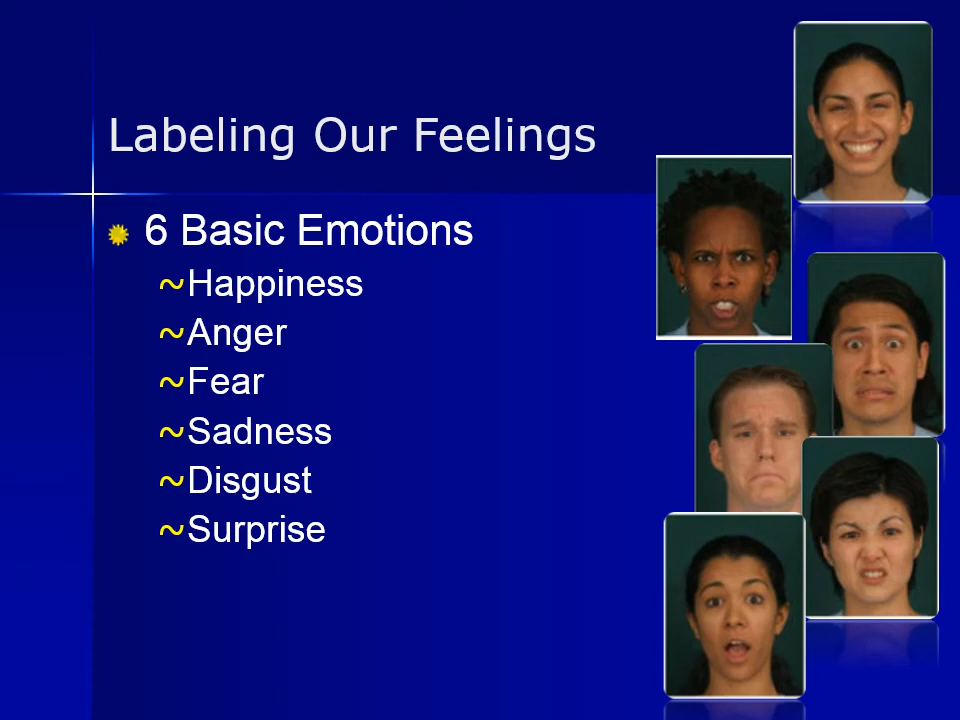 Labeling Our Feelings
6 Basic Emotions
~Happiness
~Anger
~Fear
~Sadness
~Disgust
~Surprise